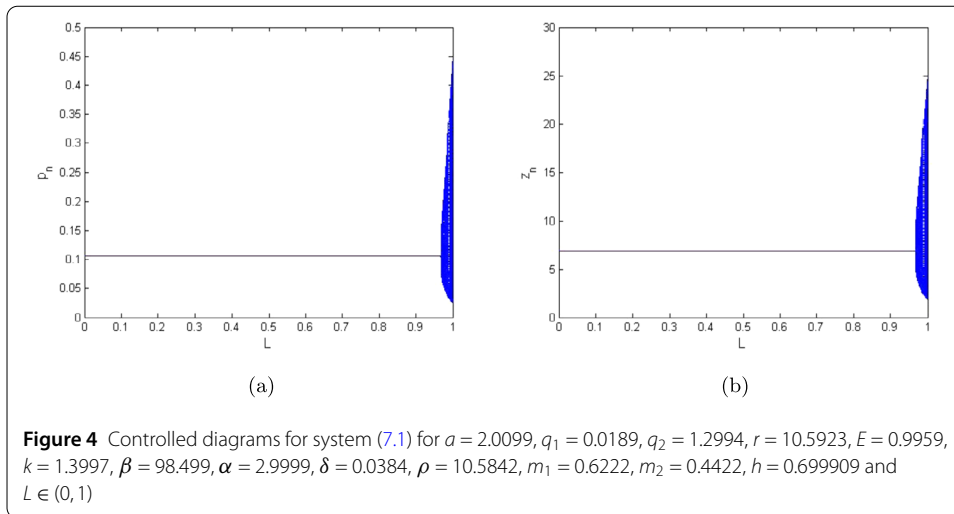 0.5
0.45
0.4
0.35
0.3
0.25
0.2
0.15
0.1
0.05
0
p_n
0 0.1 0.2 0.3 0.4 0.5 0.6 0.7 0.8 0.9 1
L
(a)
30
25
20
15
10
5
0
z_n
0 0.1 0.2 0.3 0.4 0.5 0.6 0.7 0.8 0.9 1
L
(b)
Figure 4 Controlled diagrams for system (7.1) for a = 2.0099, q₁ = 0.0189, q₂ = 1.2994, r = 10.5923, E = 0.9959,
k = 1.3997, β = 98.499, α = 2.9999, δ = 0.0384, ρ = 10.5842, m₁ = 0.6222, m₂ = 0.4422, h = 0.699909 and
L ∈ (0, 1)